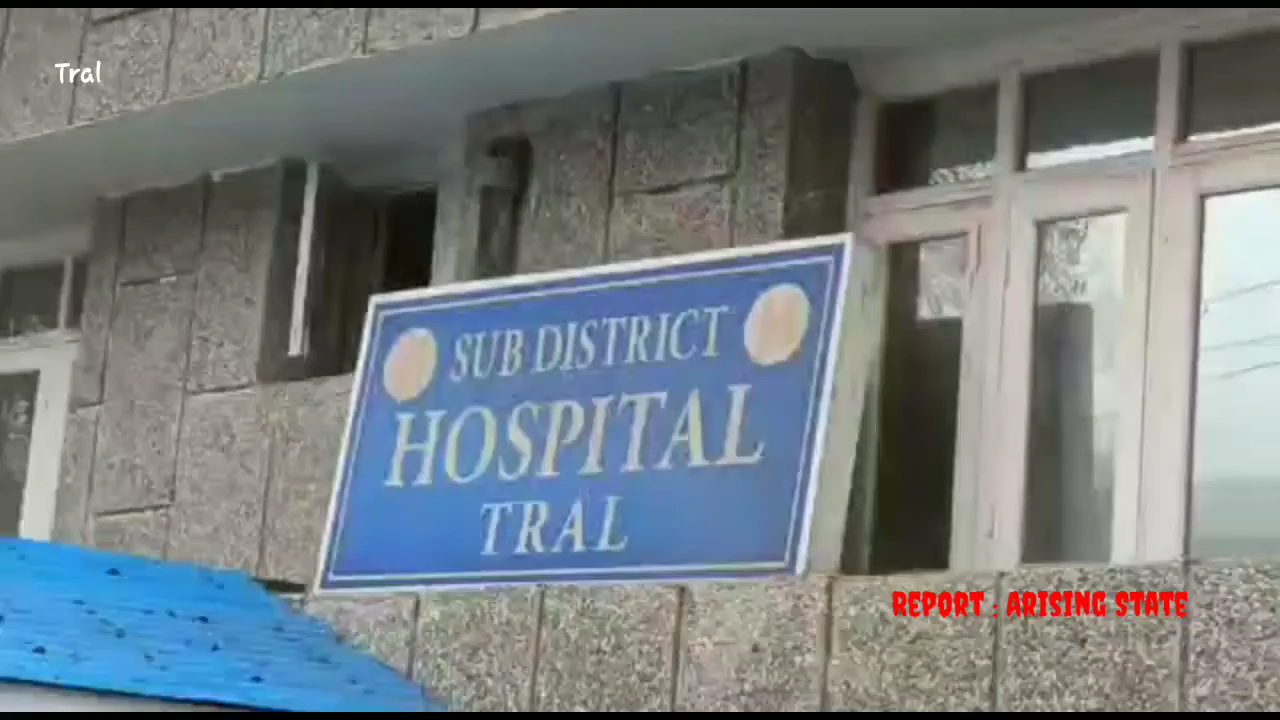 Tral
SUB DISTRICT
HOSPITAL
TRAL
REPORT : ARISING STATE